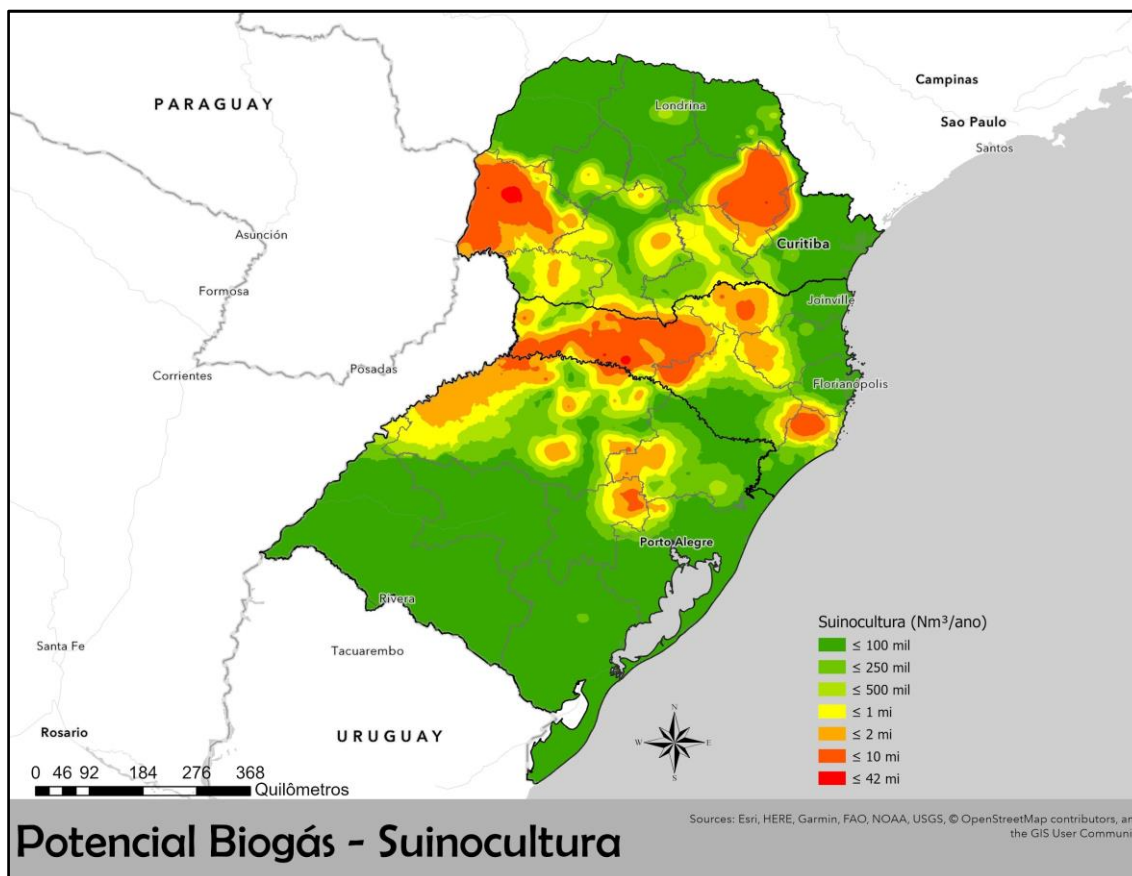 Campinas
PARAGUAY
Londrina
Sao Paulo
Santos
Asunción
Curitiba
Formosa
Joinville
Corrientes
Posadas
Florianópolis
Porto Alegre
Rivera
Santa Fe
Tacuarembo
Rosario
URUGUAY
Suinocultura (Nm³/ano)
≤ 100 mil
≤ 250 mil
≤ 500 mil
≤ 1 mi
≤ 2 mi
≤ 10 mi
≤ 42 mi
N
W E
S
0 46 92 184 276 368
Quilômetros
Potencial Biogás - Suinocultura
Sources: Esri, HERE, Garmin, FAO, NOAA, USGS, © OpenStreetMap contributors, an
the GIS User Communi